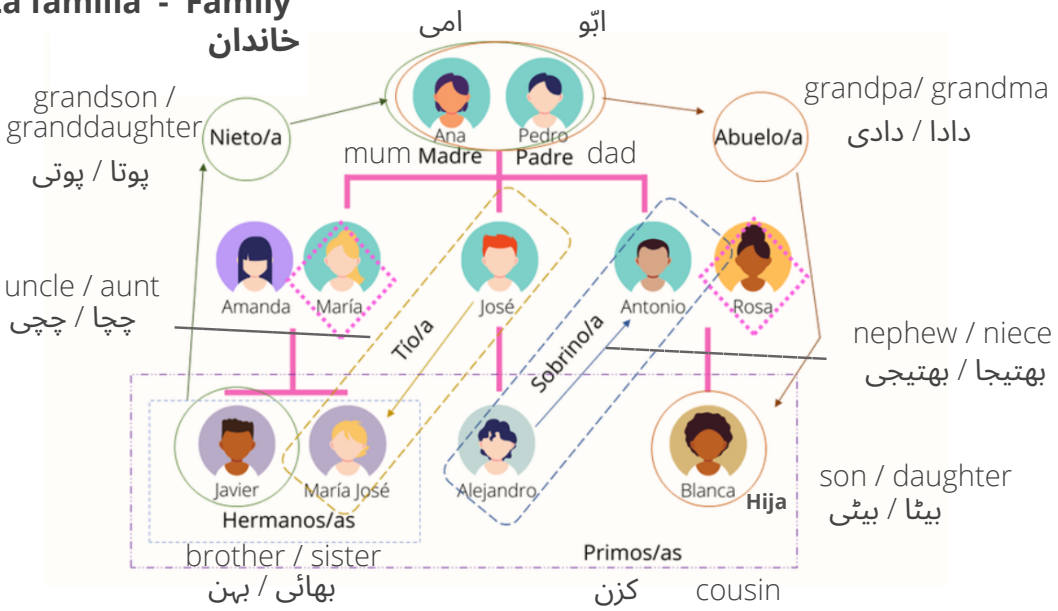 La familia - Family
خاندان
امی
ابّو
grandson /
granddaughter
پوتا / پوتی
Nieto/a
Ana
Pedro
mum Madre Padre dad
Abuelo/a
grandpa/ grandma
دادا / دادی
Amanda
María
José
Antonio
Rosa
uncle / aunt
چچا / چچی
Tío/a
Sobrino/a
nephew / niece
بھتیجا / بھتیجی
Javier
María José
Alejandro
Blanca
Hija
son / daughter
بیٹا / بیٹی
Hermanos/as
brother / sister
بھائی / بہن
Primos/as
کزن
cousin